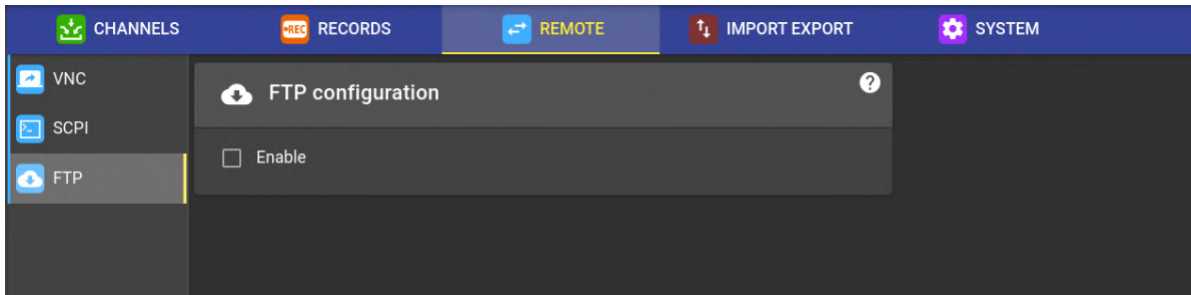 CHANNELS REC RECORDS REMOTE IMPORT EXPORT SYSTEM
VNC
FTP configuration ?
SCPI
Enable
FTP